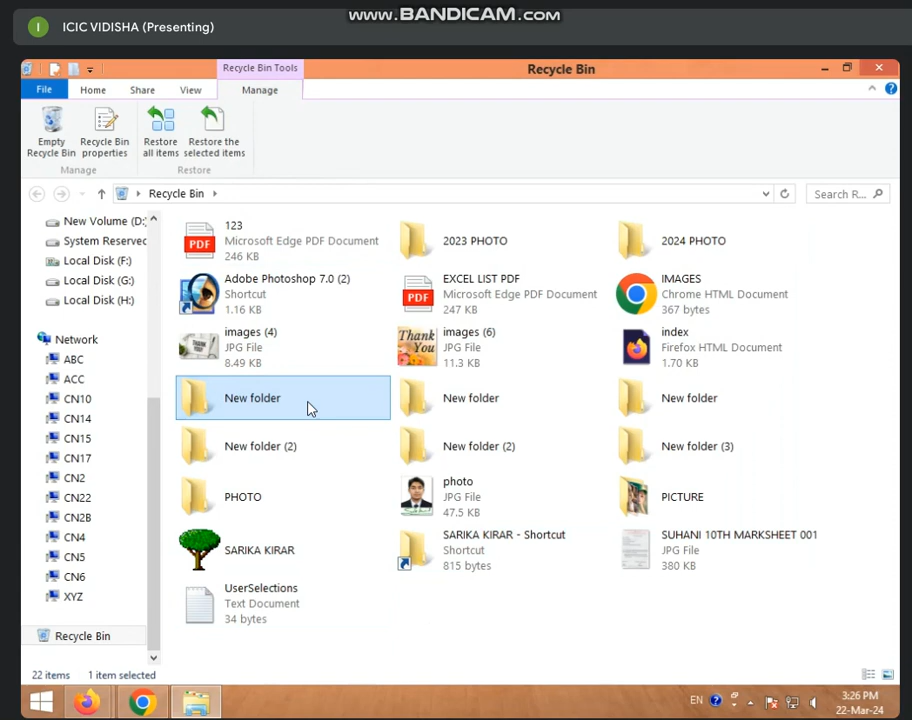 www.BANDICAM.com
I ICIC VIDISHA (Presenting)
Recycle Bin Tools
Recycle Bin
File Home Share View Manage
Empty Recycle Bin
Recycle Bin properties
Restore all items
Restore the selected items
Manage
Restore
Recycle Bin
Search R...
New Volume (D:)
System Reserved
Local Disk (F:)
Local Disk (G:)
Local Disk (H:)
Network
ABC
ACC
CN10
CN14
CN15
CN17
CN2
CN22
CN2B
CN4
CN5
CN6
XYZ
Recycle Bin
PDF
123
Microsoft Edge PDF Document
246 KB
2023 PHOTO
2024 PHOTO
Adobe Photoshop 7.0 (2)
Shortcut
1.16 KB
PDF
EXCEL LIST PDF
Microsoft Edge PDF Document
247 KB
IMAGES
Chrome HTML Document
367 bytes
images (4)
JPG File
8.49 KB
Thank
You
images (6)
JPG File
11.3 KB
index
Firefox HTML Document
1.70 KB
New folder
New folder
New folder
New folder (2)
New folder (2)
New folder (3)
PHOTO
photo
JPG File
47.5 KB
PICTURE
SARIKA KIRAR
SARIKA KIRAR - Shortcut
Shortcut
815 bytes
SUHANI 10TH MARKSHEET 001
JPG File
380 KB
UserSelections
Text Document
34 bytes
22 items 1 item selected
EN
3:26 PM
22-Mar-24